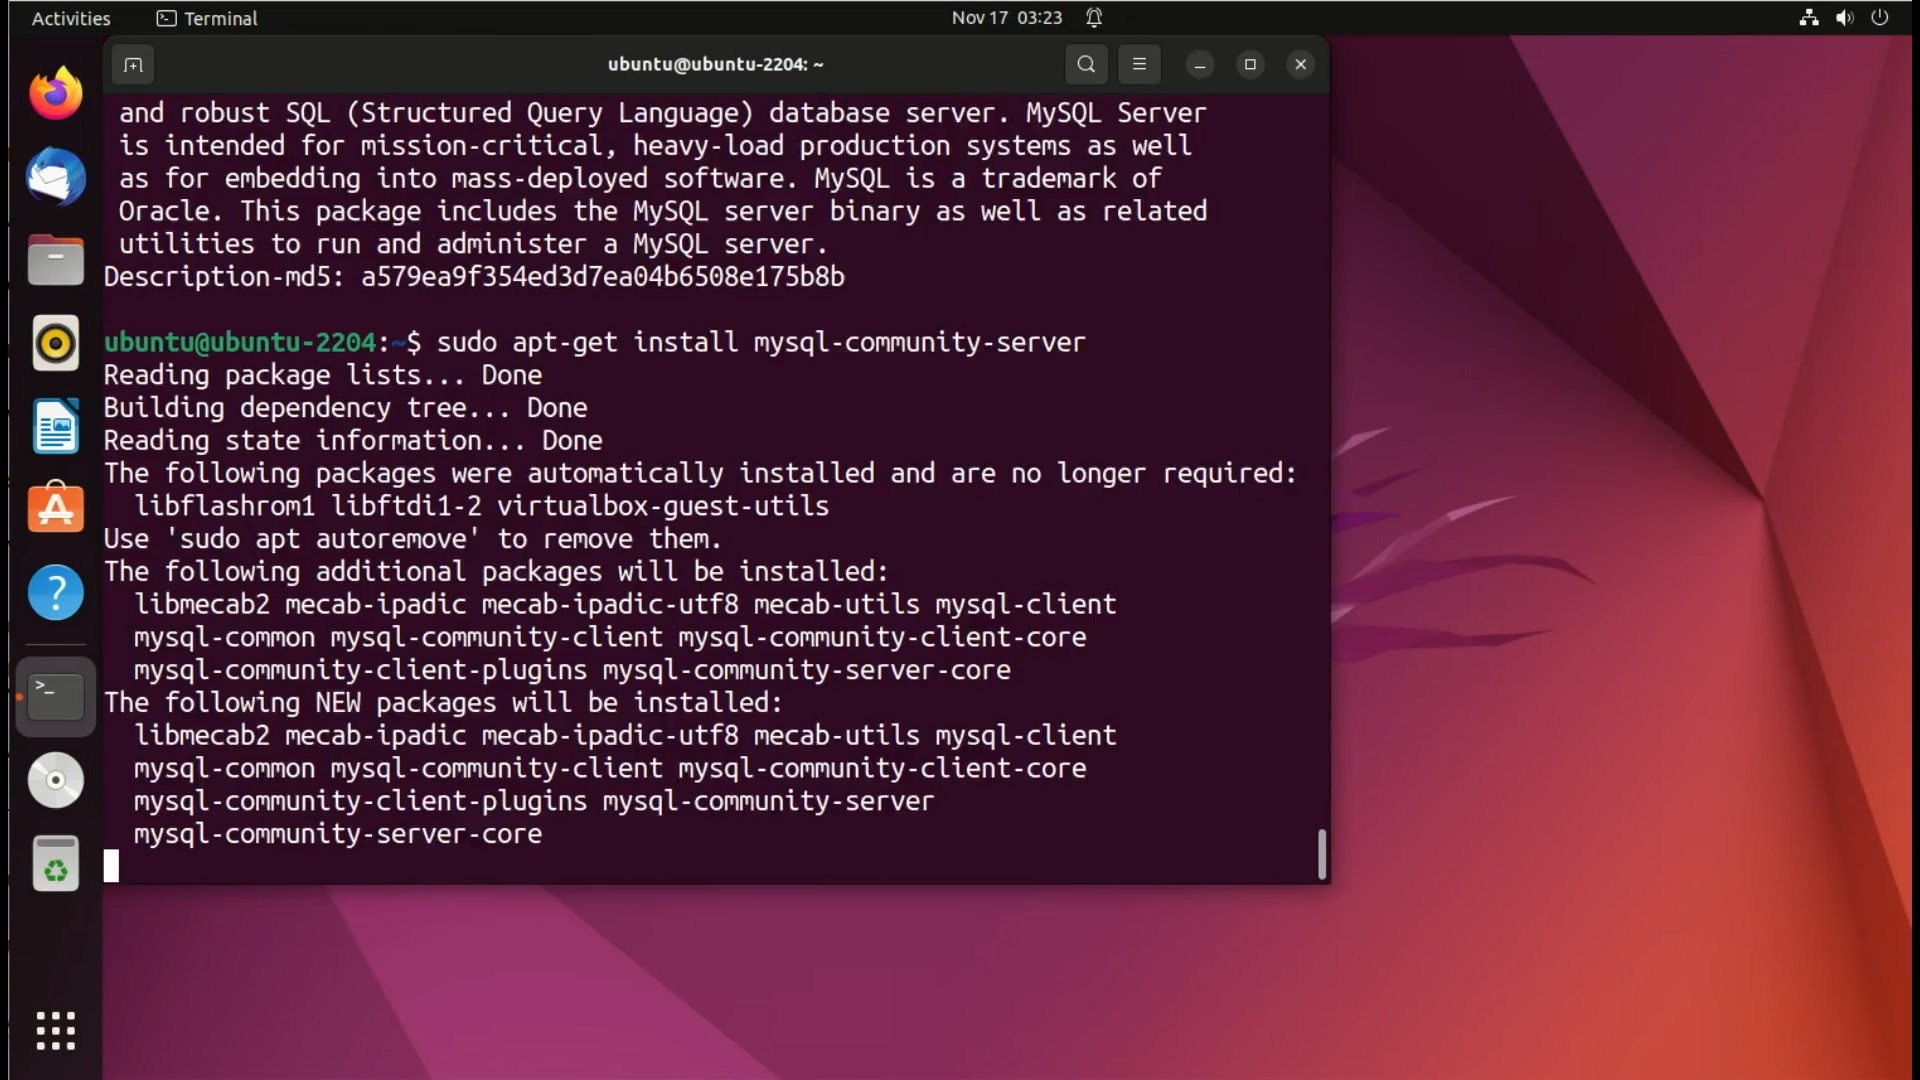 Activities Terminal Nov 17 03:23
ubuntu@ubuntu-2204: ~
and robust SQL (Structured Query Language) database server. MySQL Server
is intended for mission-critical, heavy-load production systems as well
as for embedding into mass-deployed software. MySQL is a trademark of
Oracle. This package includes the MySQL server binary as well as related
utilities to run and administer a MySQL server.
Description-md5: a579ea9f354ed3d7ea04b6508e175b8b
ubuntu@ubuntu-2204:~$ sudo apt-get install mysql-community-server
Reading package lists... Done
Building dependency tree... Done
Reading state information... Done
The following packages were automatically installed and are no longer required:
libflashrom1 libftdi1-2 virtualbox-guest-utils
Use 'sudo apt autoremove' to remove them.
The following additional packages will be installed:
libmecab2 mecab-ipadic mecab-ipadic-utf8 mecab-utils mysql-client
mysql-common mysql-community-client mysql-community-client-core
mysql-community-client-plugins mysql-community-server-core
The following NEW packages will be installed:
libmecab2 mecab-ipadic mecab-ipadic-utf8 mecab-utils mysql-client
mysql-common mysql-community-client mysql-community-client-core
mysql-community-client-plugins mysql-community-server
mysql-community-server-core